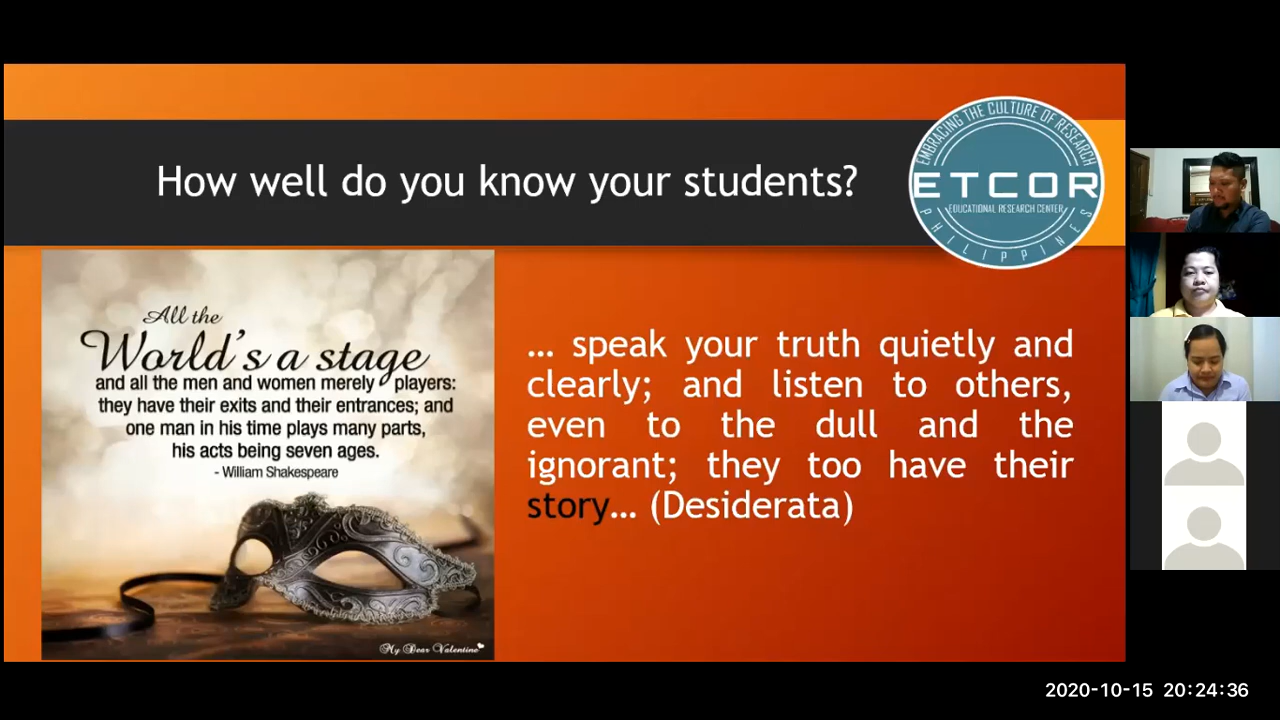 How well do you know your students?
EMBRACING THE CULTURE OF RESEARCH
ETCOR
EDUCATIONAL RESEARCH CENTER
PHILIPPINES
All the
World's a stage
and all the men and women merely players:
they have their exits and their entrances; and
one man in his time plays many parts,
his acts being seven ages.
- William Shakespeare
My Dear Valentine
... speak your truth quietly and
clearly; and listen to others,
even to the dull and the
ignorant; they too have their
story... (Desiderata)
2020-10-15 20:24:36